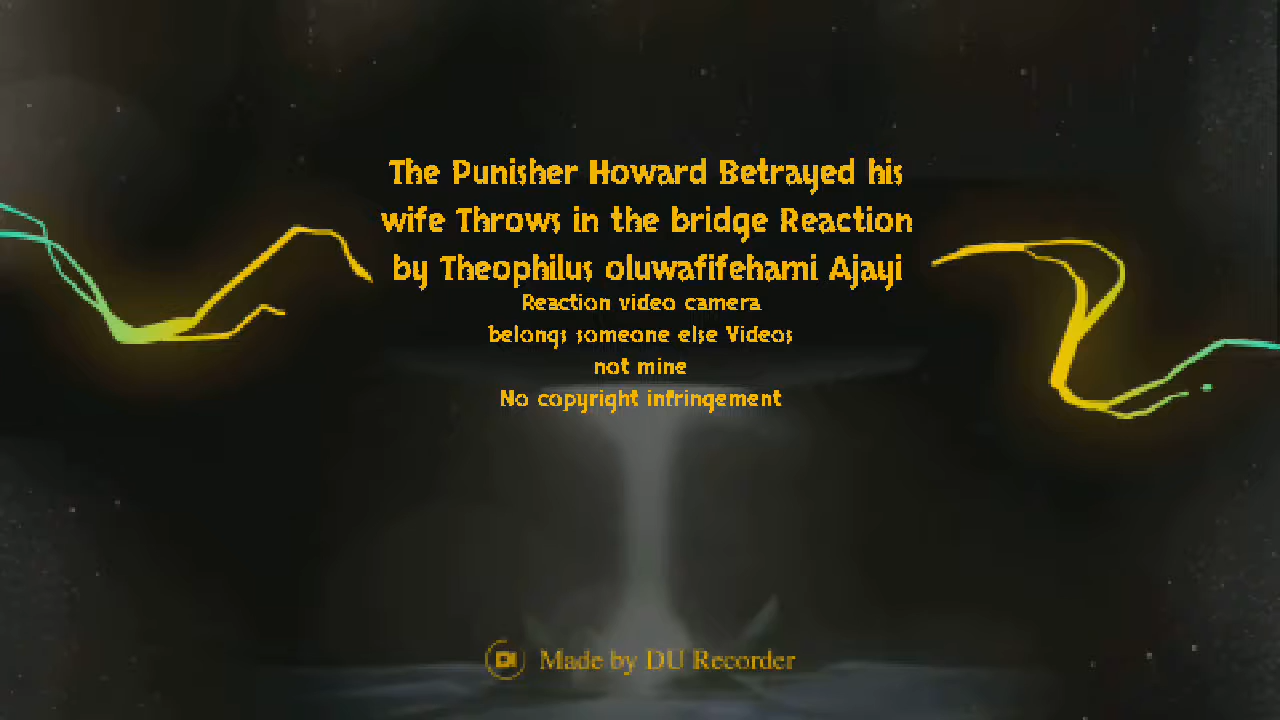 The Punisher Howard Betrayed his
wife Throws in the bridge Reaction
by Theophilus oluwafifehami Ajayi
Reaction video camera
belongs someone else Videos
not mine
No copyright infringement
Made by DU Recorder